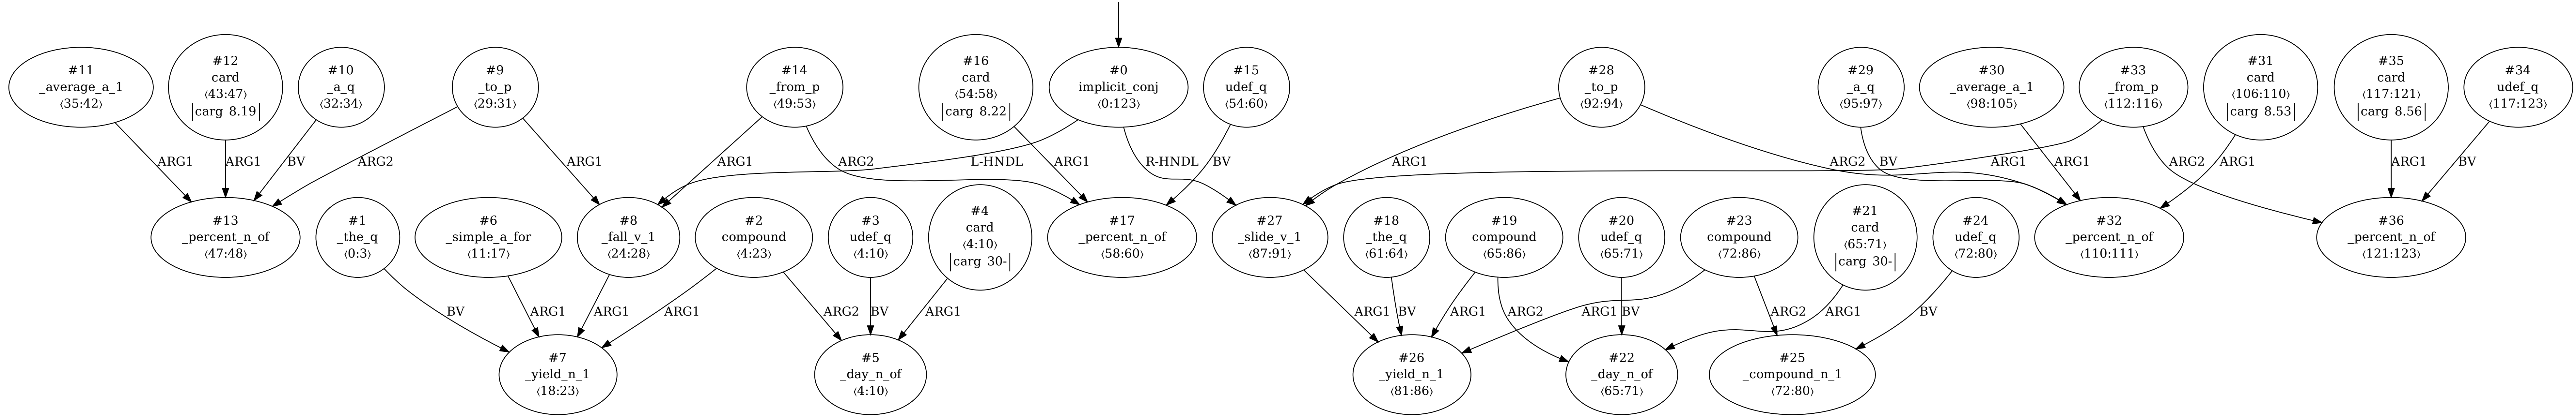 #11
_average_a_1
⟨35:42⟩
#12
card
⟨43:47⟩
|carg 8.19|
#10
_a_q
⟨32:34⟩
#9
_to_p
⟨29:31⟩
#14
_from_p
⟨49:53⟩
#16
card
⟨54:58⟩
|carg 8.22|
#0
implicit_conj
⟨0:123⟩
#15
udef_q
⟨54:60⟩
#28
_to_p
⟨92:94⟩
#29
_a_q
⟨95:97⟩
#30
_average_a_1
⟨98:105⟩
#33
_from_p
⟨112:116⟩
#31
card
⟨106:110⟩
|carg 8.53|
#35
card
⟨117:121⟩
|carg 8.56|
#34
udef_q
⟨117:123⟩
ARG1 ARG1 BV ARG2 ARG1 ARG1 ARG2 L-HNDL ARG1 R-HNDL BV ARG1 ARG2 BV ARG1 ARG1 ARG2 ARG1 ARG1 BV
#13
_percent_n_of
⟨47:48⟩
#1
_the_q
⟨0:3⟩
#6
_simple_a_for
⟨11:17⟩
#8
_fall_v_1
⟨24:28⟩
#2
compound
⟨4:23⟩
#3
udef_q
⟨4:10⟩
#4
card
⟨4:10⟩
|carg 30-|
#17
_percent_n_of
⟨58:60⟩
#27
_slide_v_1
⟨87:91⟩
#18
_the_q
⟨61:64⟩
#19
compound
⟨65:86⟩
#20
udef_q
⟨65:71⟩
#23
compound
⟨72:86⟩
#21
card
⟨65:71⟩
|carg 30-|
#24
udef_q
⟨72:80⟩
#32
_percent_n_of
⟨110:111⟩
#36
_percent_n_of
⟨121:123⟩
BV ARG1 ARG1 ARG1 ARG2 BV ARG1 ARG1 BV ARG1 ARG2 ARG1 BV ARG2 ARG1 BV
#7
_yield_n_1
⟨18:23⟩
#5
_day_n_of
⟨4:10⟩
#26
_yield_n_1
⟨81:86⟩
#22
_day_n_of
⟨65:71⟩
#25
_compound_n_1
⟨72:80⟩